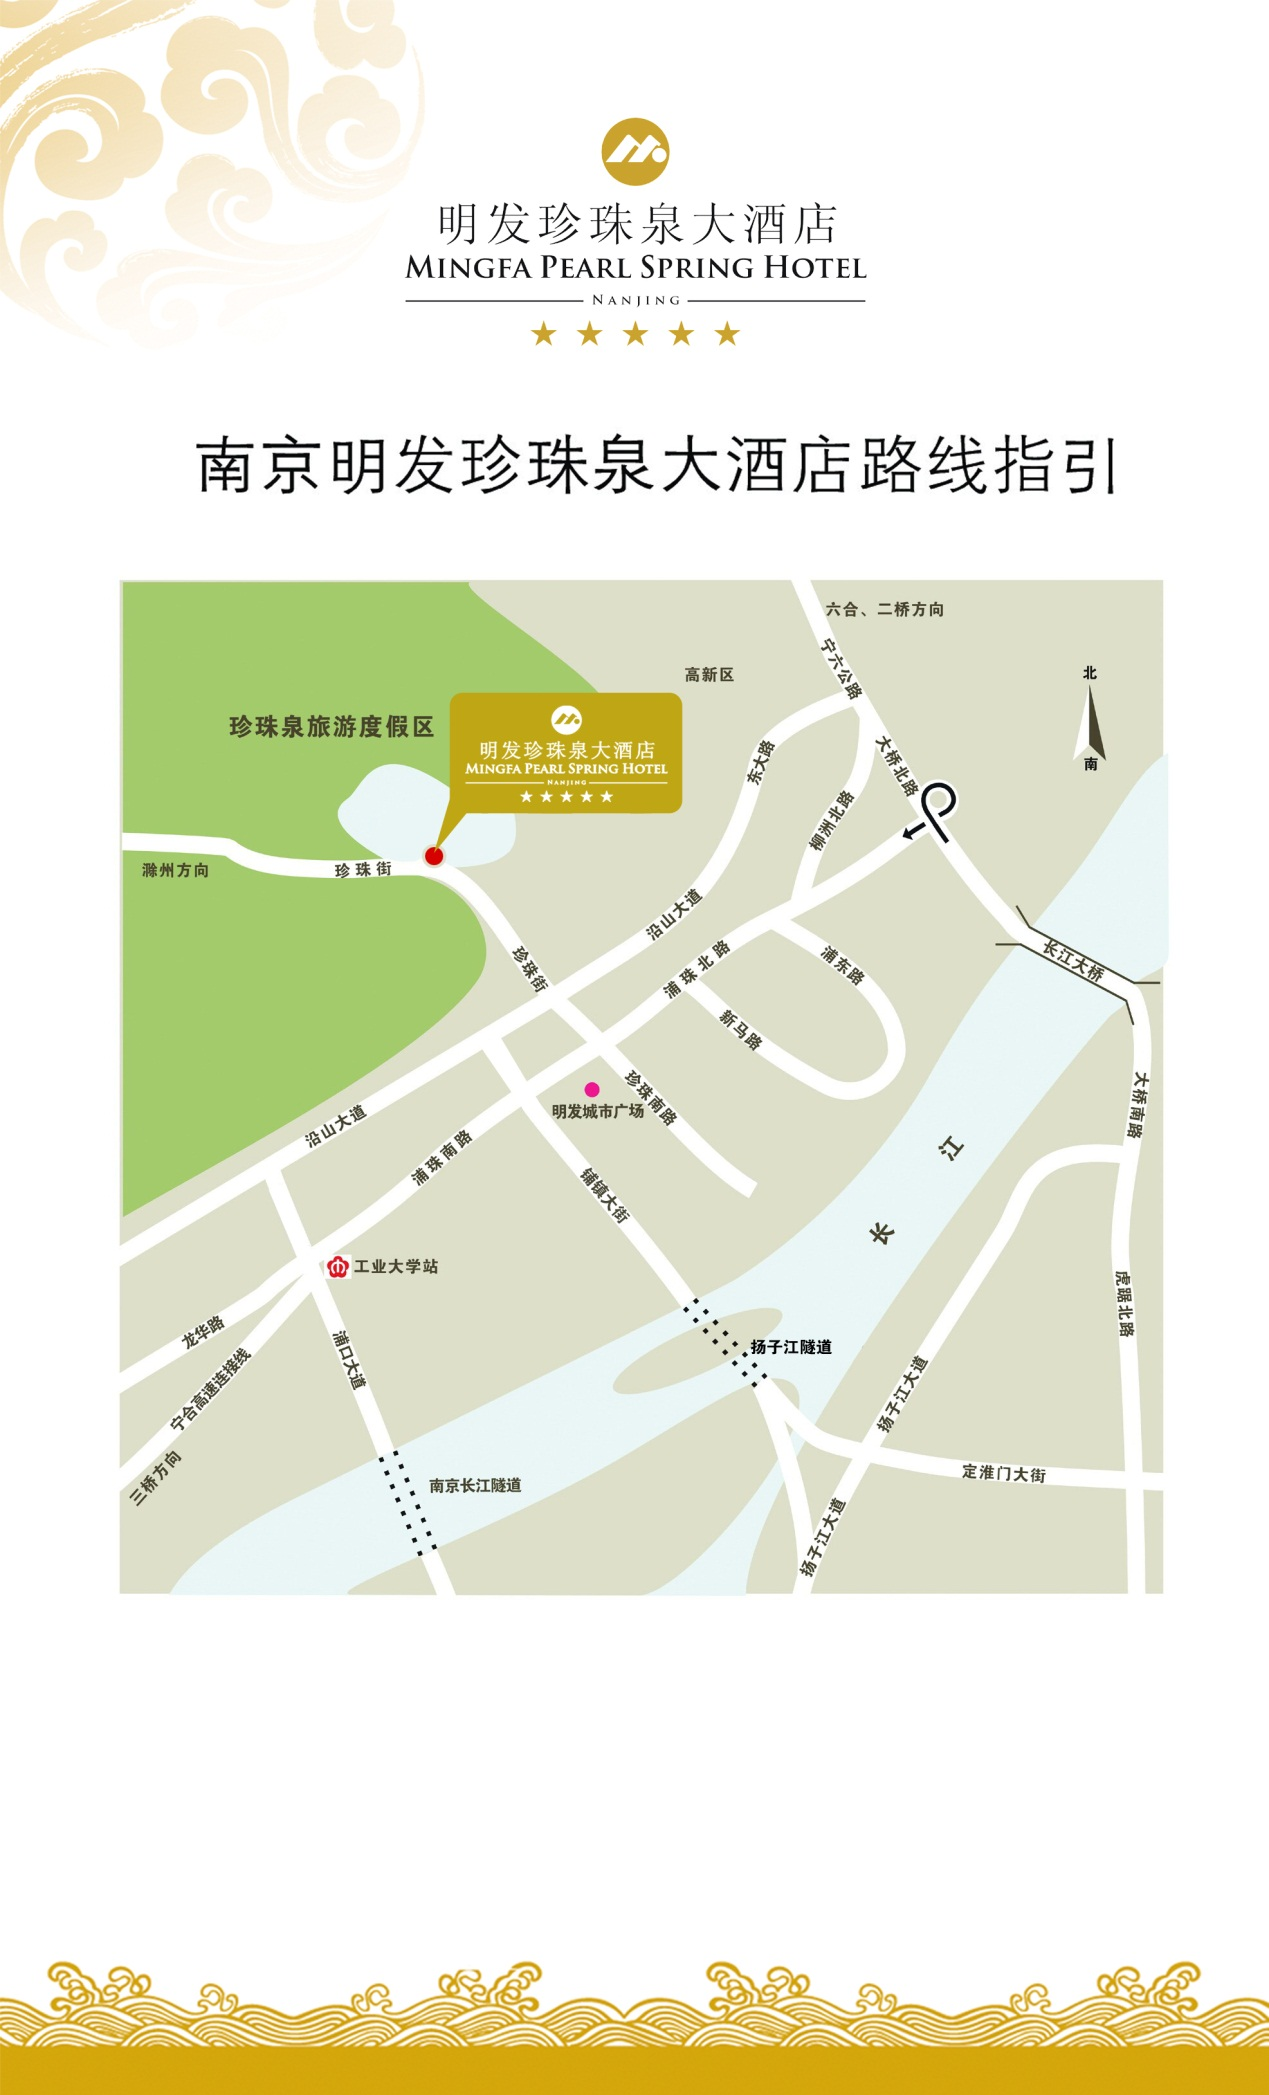 明发珍珠泉大酒店
MINGFA PEARL SPRING HOTEL
NANJING
南京明发珍珠泉大酒店路线指引
六合、二桥方向
宁六公路
高新区
北
南
珍珠泉旅游度假区
明发珍珠泉大酒店
MINGFA PEARL SPRING HOTEL
NANJING
大桥北路
东大路
柳洲北路
滁州方向
珍珠街
沿山大道
珍珠街
浦珠北路
浦东路
长江大桥
新马路
珍珠南路
明发城市广场
大桥南路
沿山大道
浦珠南路
铺镇大街
长江
工业大学站
龙华路
宁合高速连接线
三桥方向
浦口大道
扬子江隧道
虎踞北路
扬子江大道
南京长江隧道
定淮门大街
扬子江大道